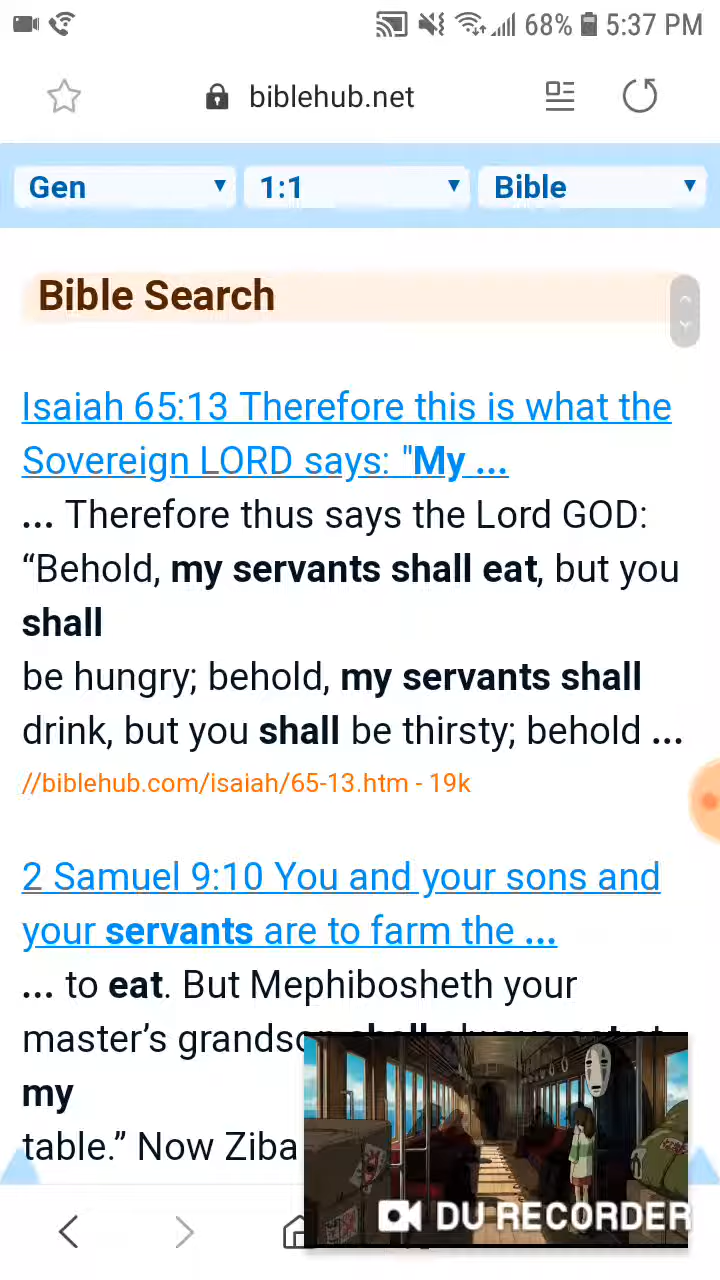 68% 5:37 PM
biblehub.net
Gen 1:1 Bible
Bible Search
Isaiah 65:13 Therefore this is what the
Sovereign LORD says: "My ...
... Therefore thus says the Lord GOD:
“Behold, my servants shall eat, but you
shall
be hungry; behold, my servants shall
drink, but you shall be thirsty; behold ...
//biblehub.com/isaiah/65-13.htm - 19k
2 Samuel 9:10 You and your sons and
your servants are to farm the ...
... to eat. But Mephibosheth your
master’s
my
table.” Now Ziba
DU RECORDER